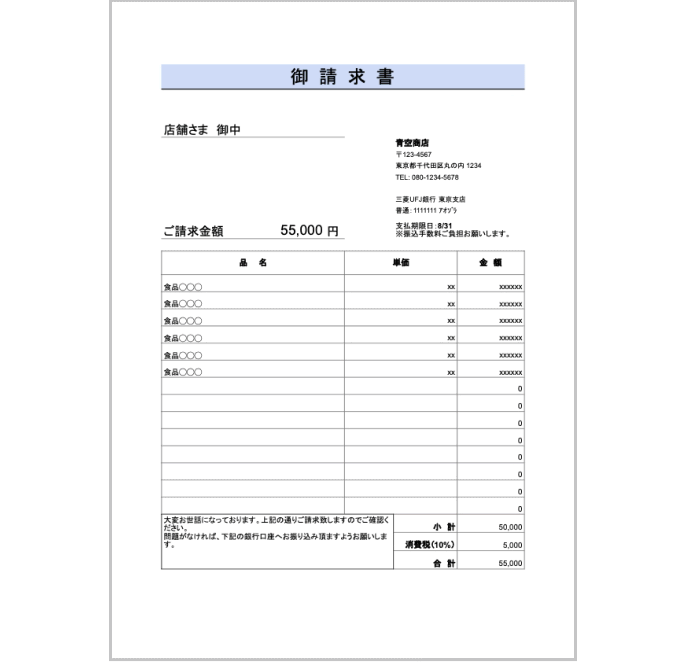 御 請 求 書
店舗さま 御中
青空商店
〒123-4567
東京都千代田区丸の内 1234
TEL: 080-1234-5678
三菱UFJ銀行 東京支店
普通: 1111111 アオゾラ
ご請求金額 55,000 円
支払期限日：8/31
※振込手数料ご負担お願いします。
品 名 単価 金 額
食品〇〇〇 xx xxxxxx
食品〇〇〇 xx xxxxxx
食品〇〇〇 xx xxxxxx
食品〇〇〇 xx xxxxxx
食品〇〇〇 xx xxxxxx
食品〇〇〇 xx xxxxxx
0
0
0
0
0
0
0
0
大変お世話になっております。上記の通りご請求致しますのでご確認く
ださい。
問題がなければ、下記の銀行口座へお振り込み頂ますようお願いしま
す。
小 計 50,000
消費税(10%) 5,000
合 計 55,000